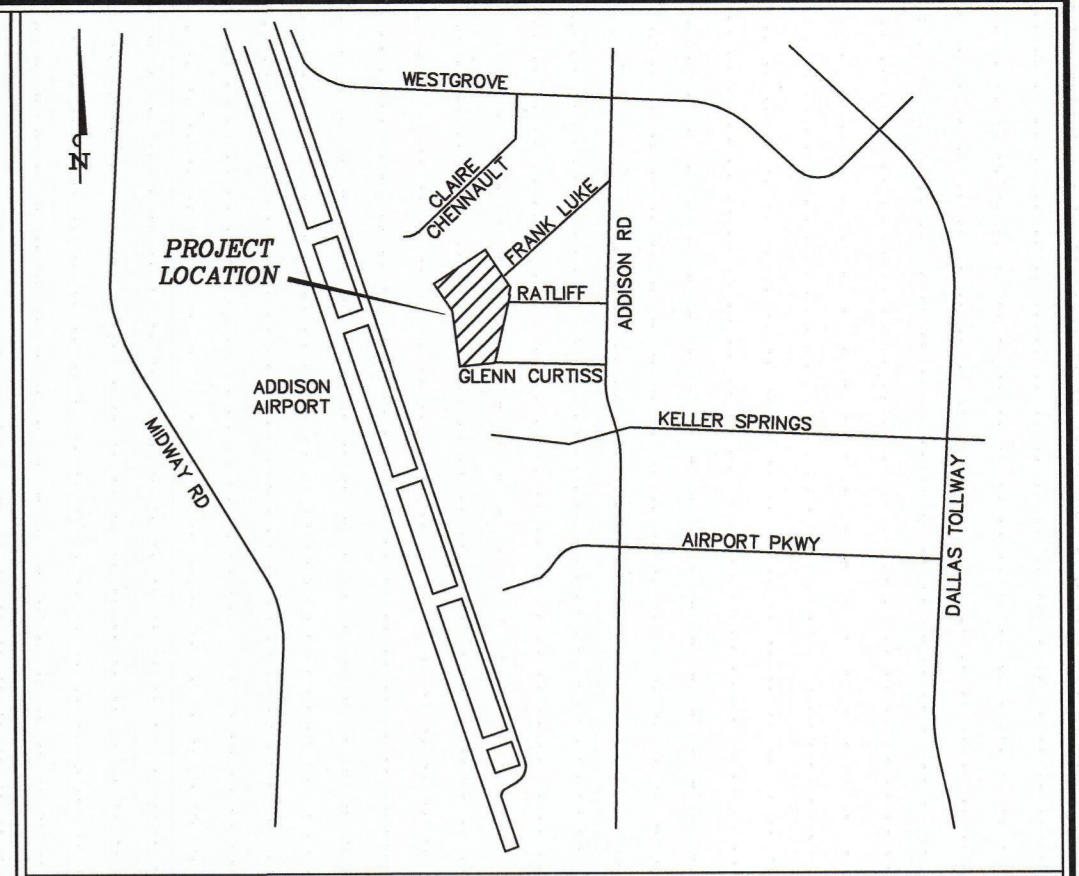 WESTGROVE
N
CLAIRE
CHENNAULT
FRANK LUKE
PROJECT
LOCATION
RATLIFF
ADDISON RD
GLENN CURTISS
ADDISON
AIRPORT
MIDWAY RD
KELLER SPRINGS
DALLAS TOLLWAY
AIRPORT PKWY